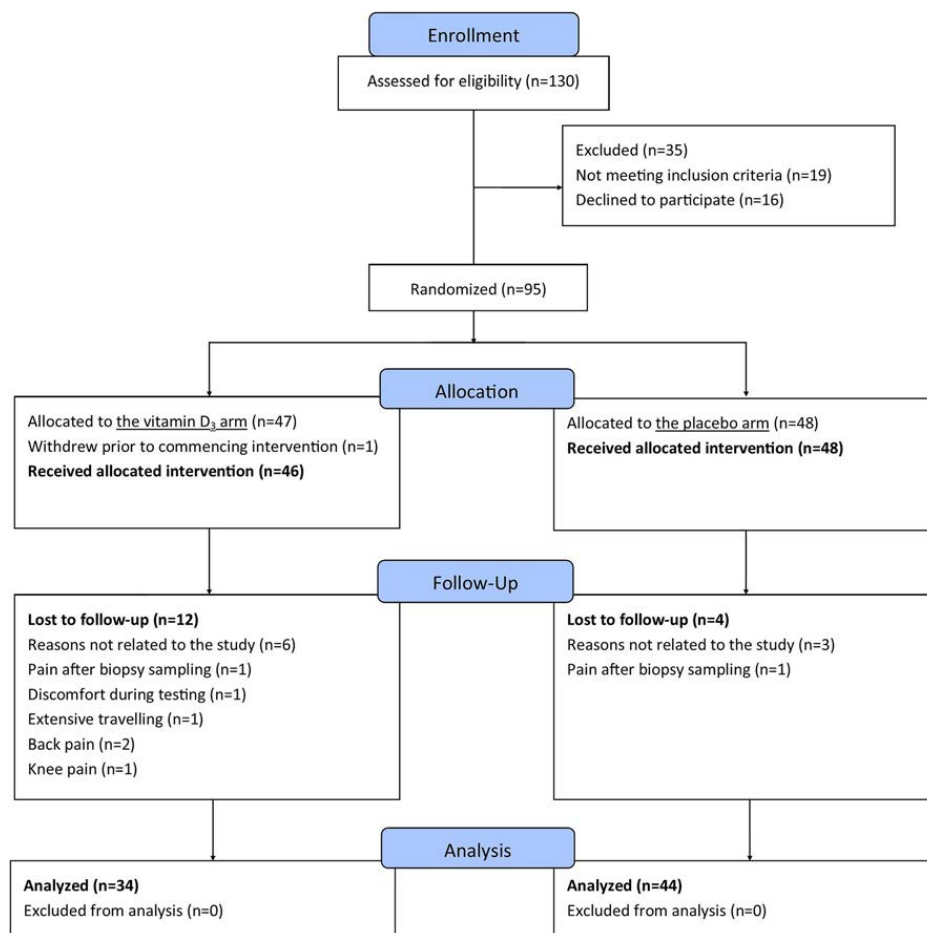 Enrollment
Assessed for eligibility (n=130)
Excluded (n=35)
Not meeting inclusion criteria (n=19)
Declined to participate (n=16)
Randomized (n=95)
Allocation
Allocated to the vitamin D₃ arm (n=47)
Withdrew prior to commencing intervention (n=1)
Received allocated intervention (n=46)
Allocated to the placebo arm (n=48)
Received allocated intervention (n=48)
Follow-Up
Lost to follow-up (n=12)
Reasons not related to the study (n=6)
Pain after biopsy sampling (n=1)
Discomfort during testing (n=1)
Extensive travelling (n=1)
Back pain (n=2)
Knee pain (n=1)
Lost to follow-up (n=4)
Reasons not related to the study (n=3)
Pain after biopsy sampling (n=1)
Analysis
Analyzed (n=34)
Excluded from analysis (n=0)
Analyzed (n=44)
Excluded from analysis (n=0)